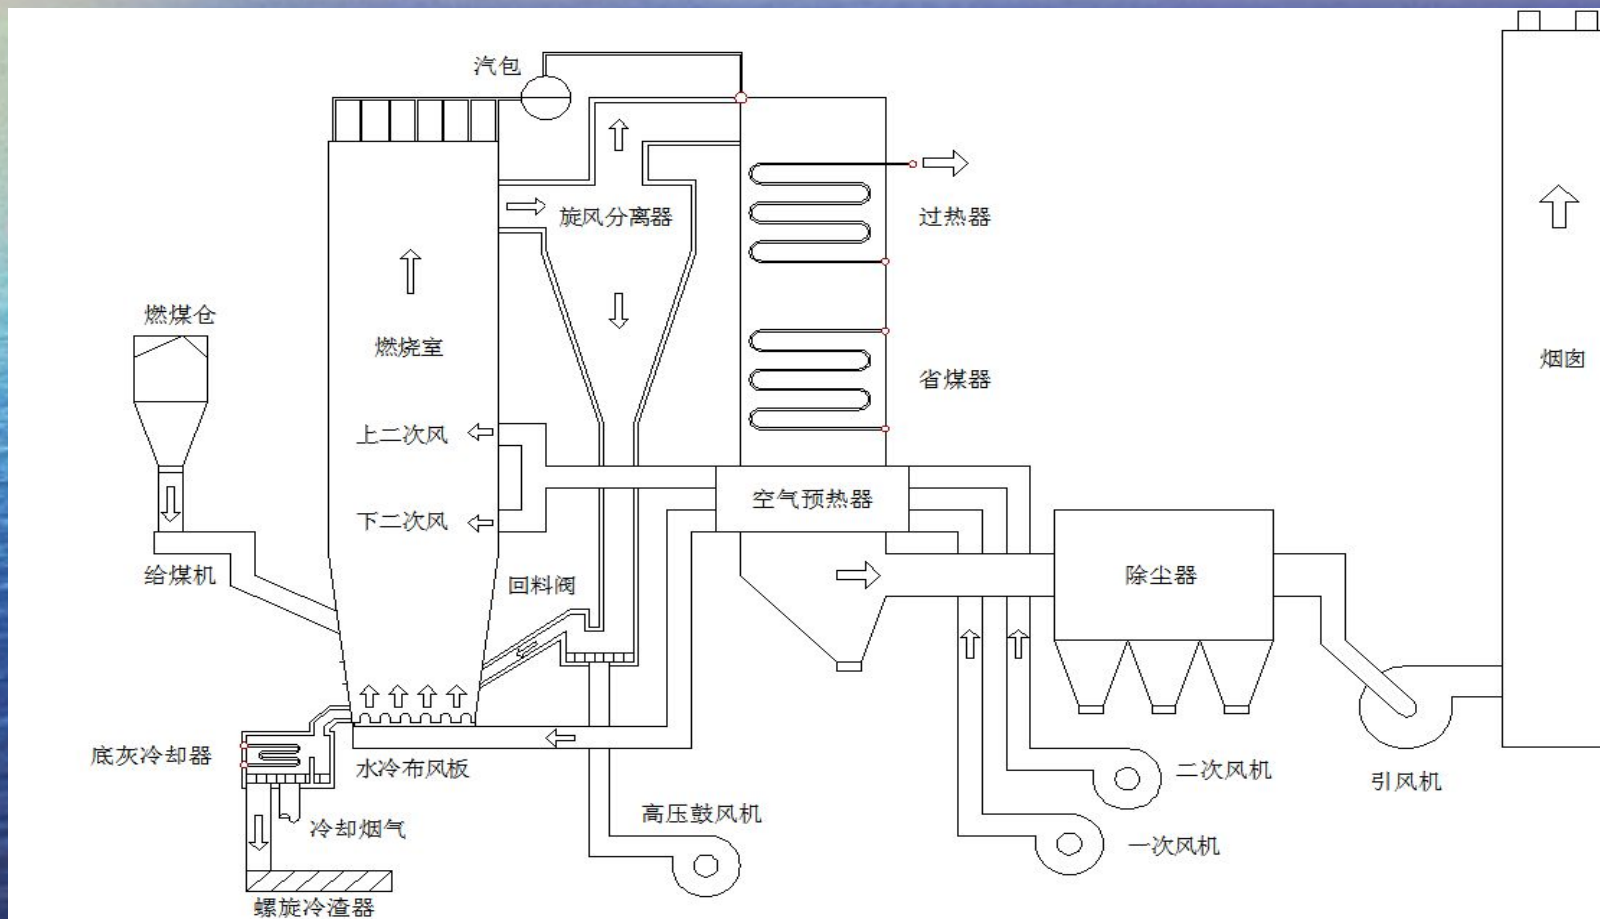 汽包
旋风分离器
过热器
燃煤仓
燃烧室
烟囱
省煤器
上二次风
空气预热器
下二次风
给煤机
回料阀
除尘器
底灰冷却器
水冷布风板
二次风机
引风机
高压鼓风机
冷却烟气
一次风机
螺旋冷渣器